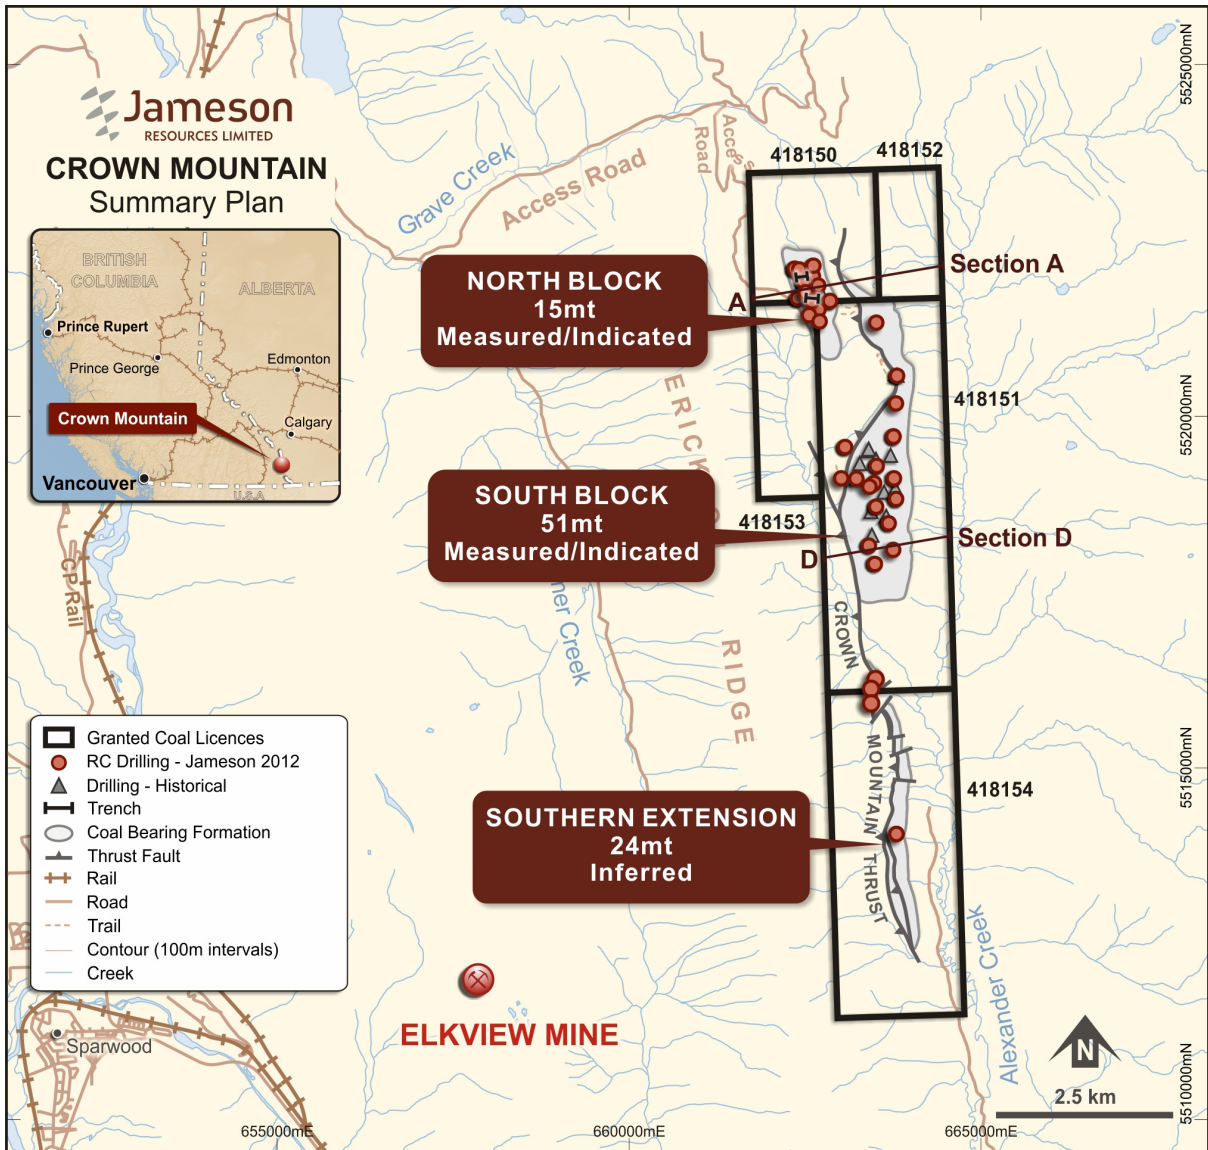 Jameson
RESOURCES LIMITED
CROWN MOUNTAIN
Summary Plan
BRITISH
COLUMBIA
ALBERTA
Prince Rupert
Prince George
Edmonton
Crown Mountain
Calgary
Vancouver
U.S.A
Grave Creek
Access Road
Access
Road
418150
418152
5525000mN
Section A
A
NORTH BLOCK
15mt
Measured/Indicated
418151
5520000mN
SOUTH BLOCK
51mt
Measured/Indicated
418153
Section D
D
CP Rail
RIDGE
CROWN
MOUNTAIN THRUST
418154
5515000mN
SOUTHERN EXTENSION
24mt
Inferred
Granted Coal Licences
RC Drilling - Jameson 2012
Drilling - Historical
Trench
Coal Bearing Formation
Thrust Fault
Rail
Road
Trail
Contour (100m intervals)
Creek
ELKVIEW MINE
Sparwood
Alexander Creek
N
2.5 km
5510000mN
655000mE
660000mE
665000mE